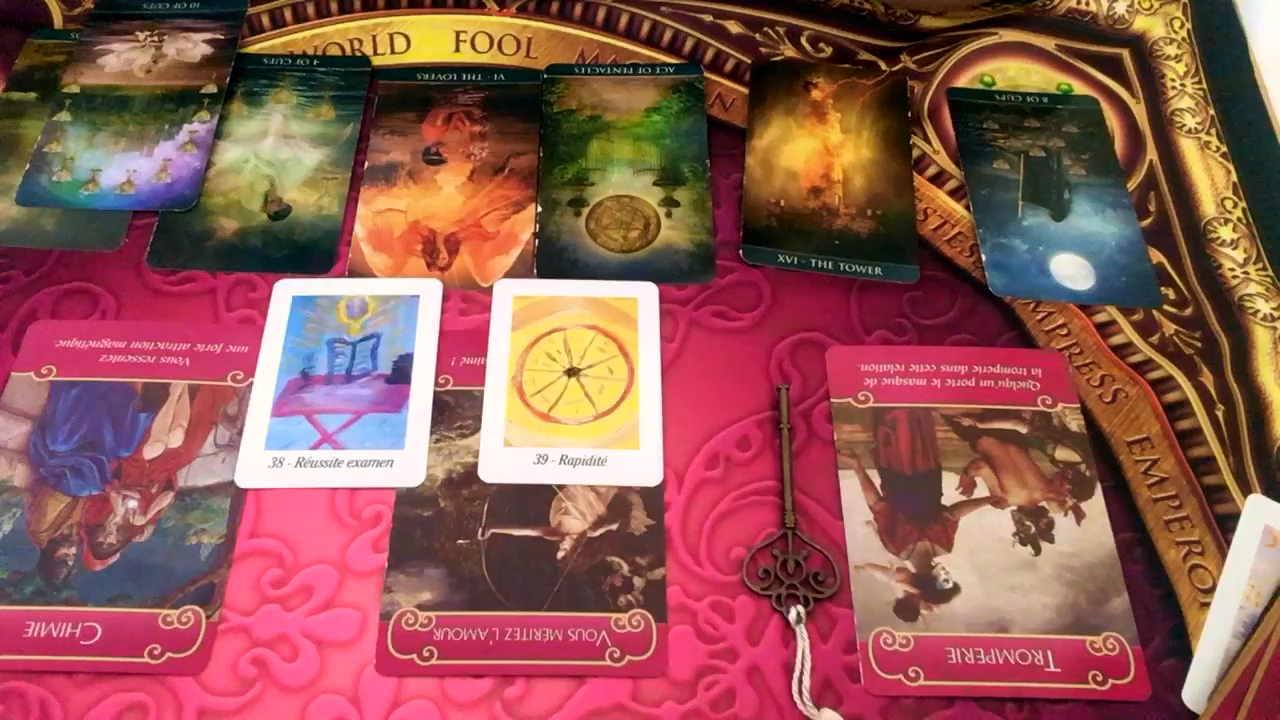 WORLD FOOL
10 OF CUPS
4 OF CUPS
VI - THE LOVERS
ACE OF PENTACLES
XVI - THE TOWER
8 OF CUPS
MPRESS
EMPEROR
Vous ressentez
une forte attraction magnétique.
CHIMIE
38 - Réussite examen
39 - Rapidité
VOUS MÉRITEZ L'AMOUR
Quelqu'un porte le masque de
la tromperie dans cette relation.
TROMPERIE